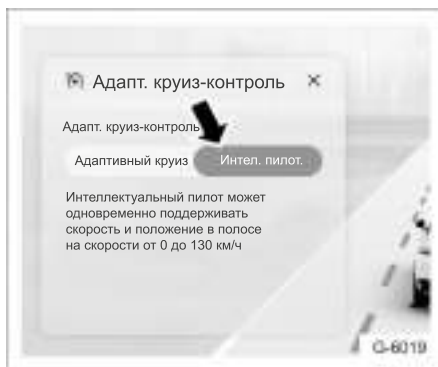 Адапт. круиз-контроль ×
Адапт. круиз-контроль
Адаптивный круиз Интел. пилот.
Интеллектуальный пилот может
одновременно поддерживать
скорость и положение в полосе
на скорости от 0 до 130 км/ч
G-6019